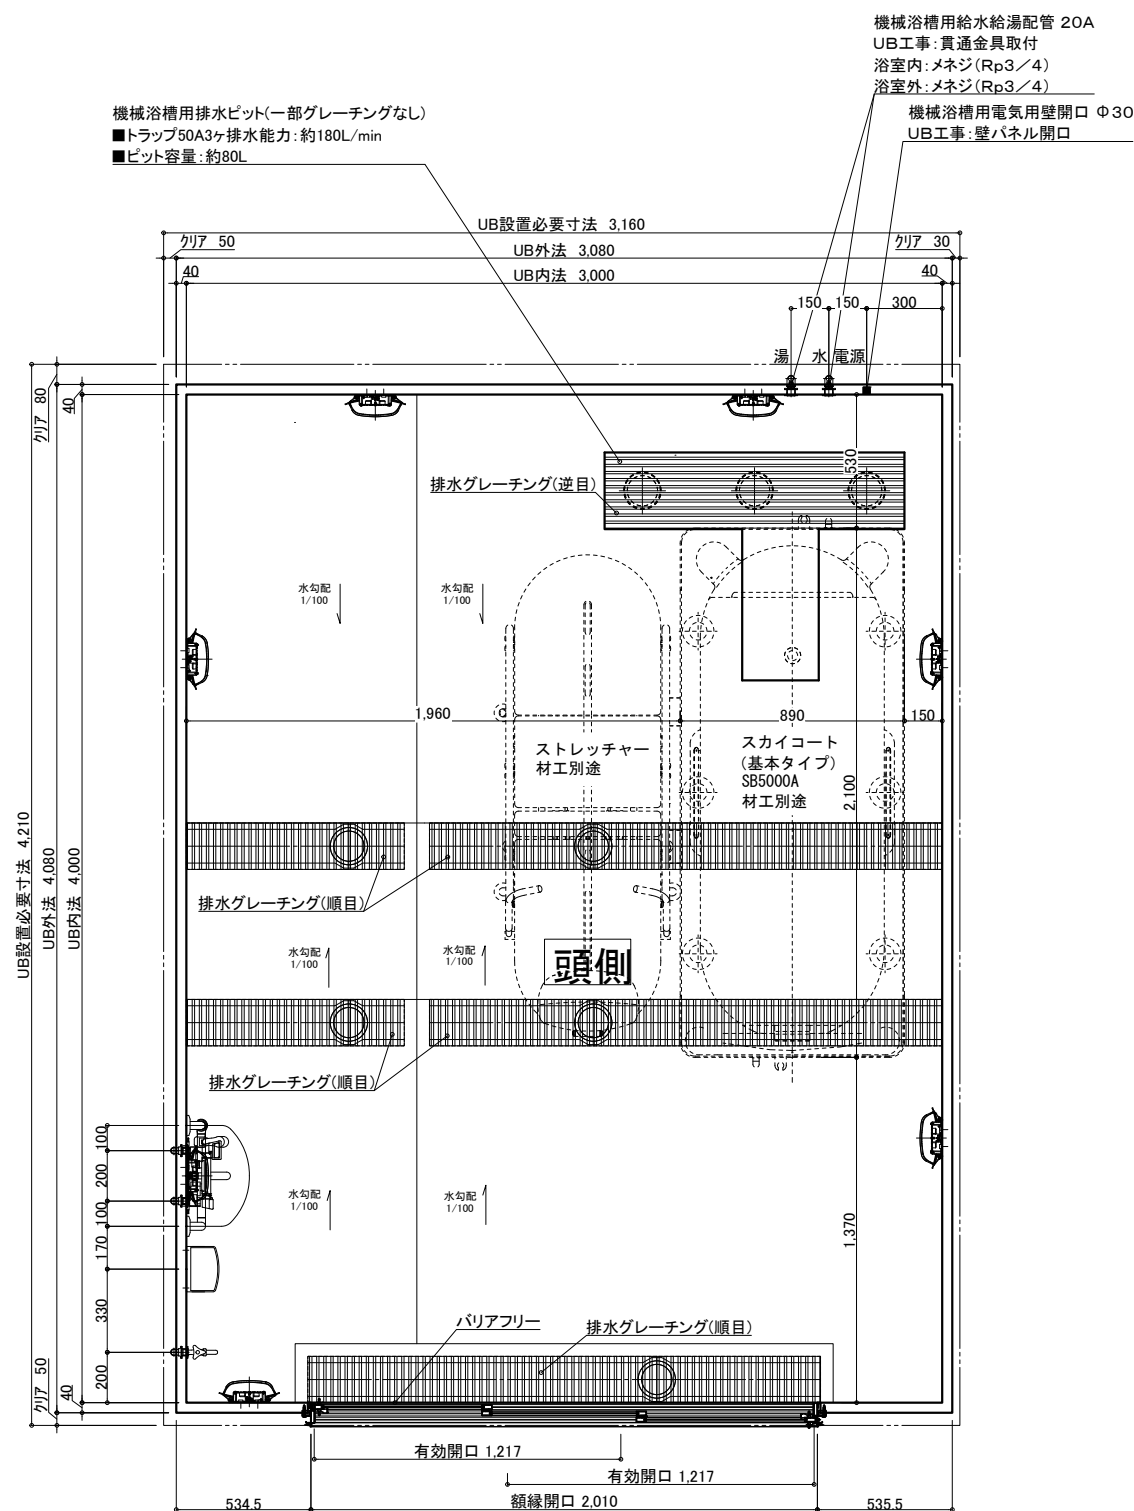 機械浴槽用給水給湯配管 20A
UB工事:貫通金具取付
浴室内:メネジ(Rp3/4)
浴室外:メネジ(Rp3/4)
機械浴槽用電気用壁開口 Φ30
UB工事:壁パネル開口
機械浴槽用排水ピット(一部グレーチングなし)
■トラップ50A3ヶ排水能力:約180L/min
■ピット容量:約80L
UB設置必要寸法 3,160
クリア 50
UB外法 3,080
クリア 30
40
UB内法 3,000
40
150
150
300
湯
水
電源
クリア 80
40
530
排水グレーチング(逆目)
水勾配
1/100
水勾配
1/100
1,960
890
150
ストレッチャー
材工別途
スカイコート
(基本タイプ)
SB5000A
材工別途
2,100
UB設置必要寸法 4,210
UB外法 4,080
UB内法 4,000
排水グレーチング(順目)
水勾配
1/100
水勾配
1/100
頭側
排水グレーチング(順目)
100
200
100
170
330
200
水勾配
1/100
水勾配
1/100
1,370
バリアフリー
排水グレーチング(順目)
クリア 50
40
有効開口 1,217
有効開口 1,217
534.5
額縁開口 2,010
535.5